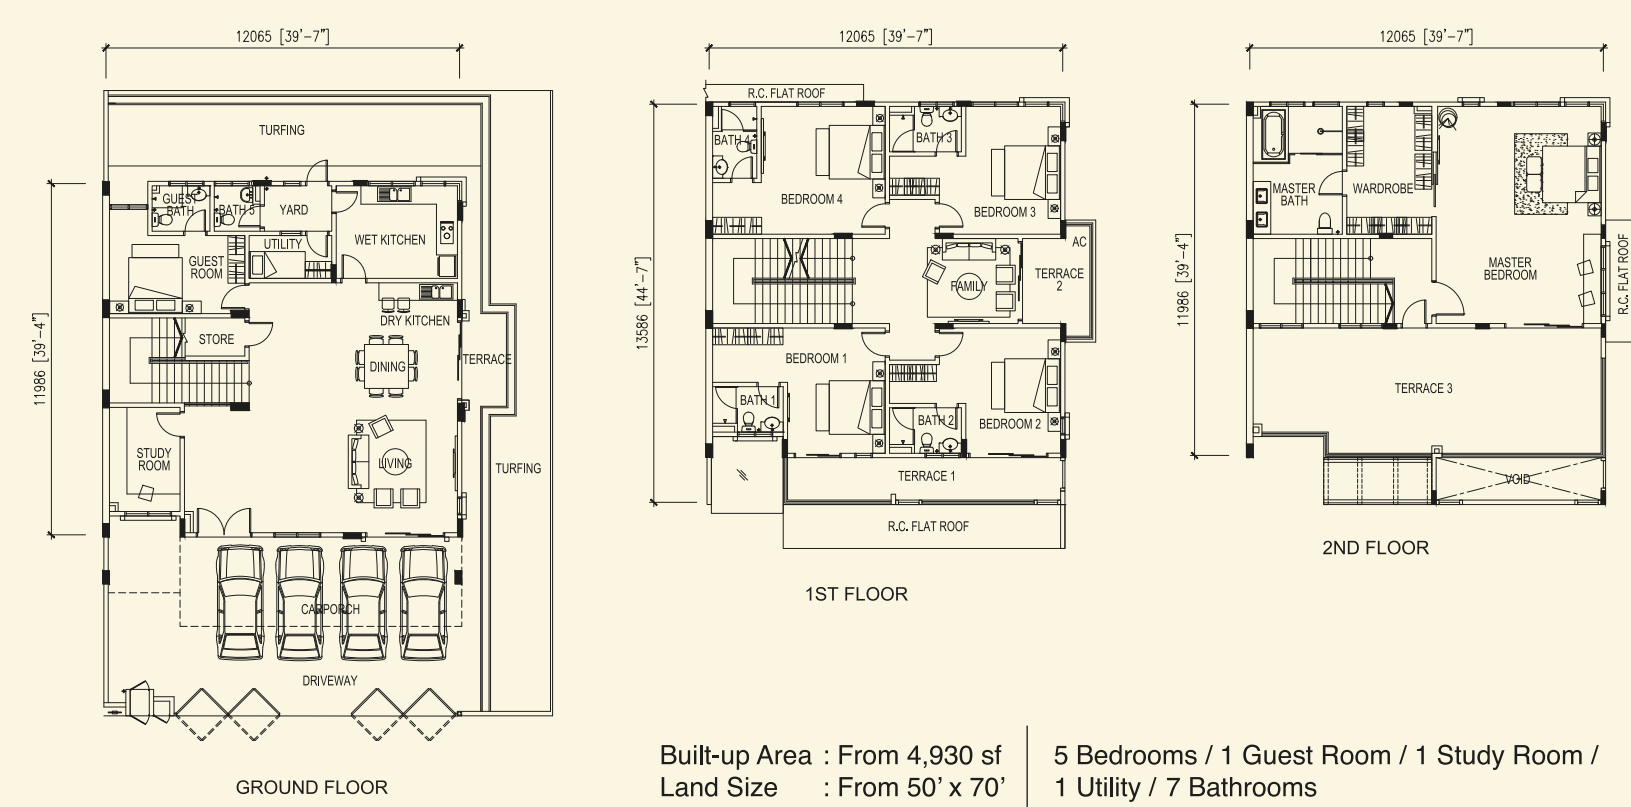 12065 [39'-7"]
TURFING
GUEST
BATH
BATH 5
YARD
UTILITY
WET KITCHEN
GUEST
ROOM
DRY KITCHEN
STORE
11986 [39'-4"]
DINING
TERRACE
STUDY
ROOM
LIVING
TURFING
CARPORCH
DRIVEWAY
GROUND FLOOR
12065 [39'-7"]
R.C. FLAT ROOF
BATH 4
BATH 3
BEDROOM 4
BEDROOM 3
AC
FAMILY
TERRACE
2
13586 [44'-7"]
BEDROOM 1
BATH 1
BATH 2
BEDROOM 2
TERRACE 1
R.C. FLAT ROOF
1ST FLOOR
12065 [39'-7"]
MASTER
BATH
WARDROBE
11986 [39'-4"]
MASTER
BEDROOM
R.C. FLAT ROOF
TERRACE 3
VOID
2ND FLOOR
Built-up Area : From 4,930 sf
Land Size : From 50' x 70'
5 Bedrooms / 1 Guest Room / 1 Study Room /
1 Utility / 7 Bathrooms